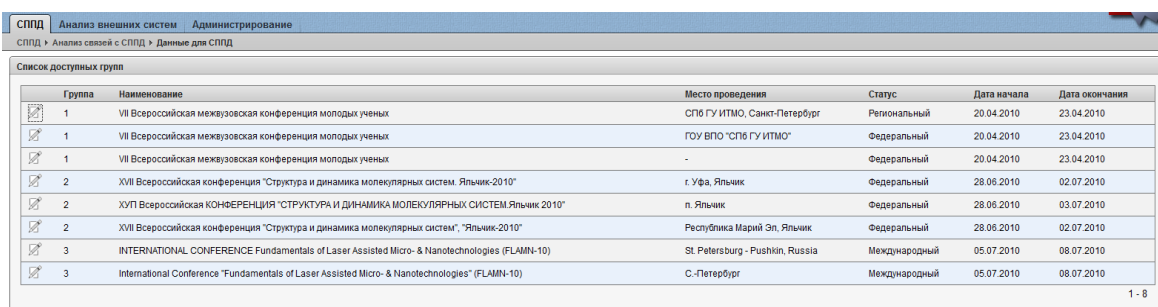 СППД Анализ внешних систем Администрирование
СППД Анализ связей с СППД Данные для СППД
Список доступных групп
Группа Наименование Место проведения Статус Дата начала Дата окончания
1 VII Всероссийская межвузовская конференция молодых ученых СПб ГУ ИТМО, Санкт-Петербург Региональный 20.04.2010 23.04.2010
1 VII Всероссийская межвузовская конференция молодых ученых ГОУ ВПО "СПб ГУ ИТМО" Федеральный 20.04.2010 23.04.2010
1 VII Всероссийская межвузовская конференция молодых ученых - Федеральный 20.04.2010 23.04.2010
2 XVII Всероссийская конференция "Структура и динамика молекулярных систем. Яльчик-2010" г. Уфа, Яльчик Федеральный 28.06.2010 02.07.2010
2 ХУП Всероссийская КОНФЕРЕНЦИЯ "СТРУКТУРА И ДИНАМИКА МОЛЕКУЛЯРНЫХ СИСТЕМ.Яльчик 2010" п. Яльчик Федеральный 28.06.2010 03.07.2010
2 XVII Всероссийская конференция "Структура и динамика молекулярных систем", "Яльчик-2010" Республика Марий Эл, Яльчик Федеральный 28.06.2010 02.07.2010
3 INTERNATIONAL CONFERENCE Fundamentals of Laser Assisted Micro- & Nanotechnologies (FLAMN-10) St. Petersburg - Pushkin, Russia Международный 05.07.2010 08.07.2010
3 International Conference "Fundamentals of Laser Assisted Micro- & Nanotechnologies" (FLAMN-10) С.-Петербург Международный 05.07.2010 08.07.2010
1 - 8